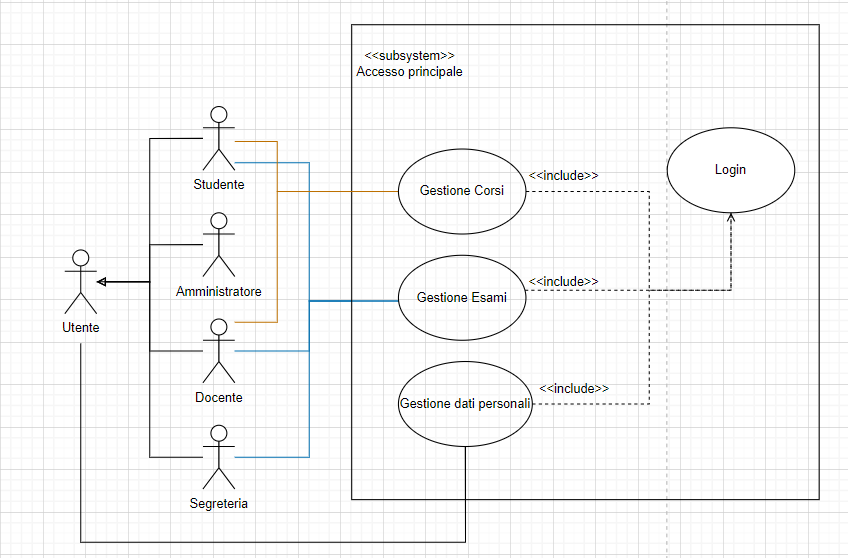 <<subsystem>>
Accesso principale
Studente
Gestione Corsi
<<include>>
Login
Amministratore
Gestione Esami
<<include>>
Utente
Docente
Gestione dati personali
<<include>>
Segreteria